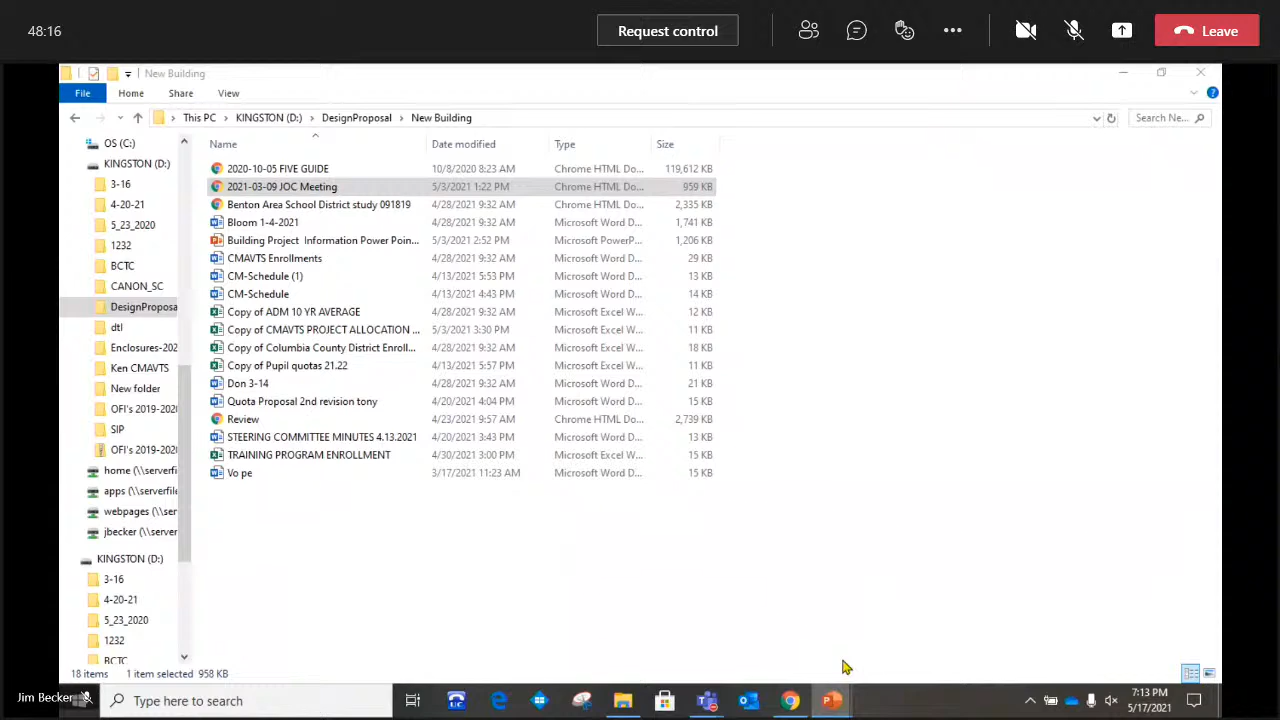 48:16
Request control
Leave
New Building
File Home Share View
This PC > KINGSTON (D:) > DesignProposal > New Building
Search Ne...
Name Date modified Type Size
OS (C:)
KINGSTON (D:)
3-16
4-20-21
5_23_2020
1232
BCTC
CANON_SC
DesignProposa
dtl
Enclosures-202
Ken CMAVTS
New folder
OFI's 2019-2020
SIP
OFI's 2019-2020
home (\\serverfi
apps (\\serverfile
webpages (\\ser
jbecker (\\server
KINGSTON (D:)
3-16
4-20-21
5_23_2020
1232
BCTC
2020-10-05 FIVE GUIDE 10/8/2020 8:23 AM Chrome HTML Do... 119,612 KB
2021-03-09 JOC Meeting 5/3/2021 1:22 PM Chrome HTML Do... 959 KB
Benton Area School District study 091819 4/28/2021 9:32 AM Chrome HTML Do... 2,335 KB
Bloom 1-4-2021 4/28/2021 9:32 AM Microsoft Word D... 1,741 KB
Building Project Information Power Poin... 5/3/2021 2:52 PM Microsoft PowerP... 1,206 KB
CMAVTS Enrollments 4/28/2021 9:32 AM Microsoft Word D... 29 KB
CM-Schedule (1) 4/13/2021 5:53 PM Microsoft Word D... 13 KB
CM-Schedule 4/13/2021 4:43 PM Microsoft Word D... 14 KB
Copy of ADM 10 YR AVERAGE 4/28/2021 9:32 AM Microsoft Excel W... 12 KB
Copy of CMAVTS PROJECT ALLOCATION ... 5/3/2021 3:30 PM Microsoft Excel W... 11 KB
Copy of Columbia County District Enroll... 4/28/2021 9:32 AM Microsoft Excel W... 18 KB
Copy of Pupil quotas 21.22 4/13/2021 5:57 PM Microsoft Excel W... 11 KB
Don 3-14 4/28/2021 9:32 AM Microsoft Word D... 21 KB
Quota Proposal 2nd revision tony 4/20/2021 4:04 PM Microsoft Word D... 15 KB
Review 4/23/2021 9:57 AM Chrome HTML Do... 2,739 KB
STEERING COMMITTEE MINUTES 4.13.2021 4/20/2021 3:43 PM Microsoft Word D... 13 KB
TRAINING PROGRAM ENROLLMENT 4/30/2021 3:00 PM Microsoft Excel W... 15 KB
Vo pe 3/17/2021 11:23 AM Microsoft Word D... 15 KB
18 items 1 item selected 958 KB
Jim Becker
Type here to search
7:13 PM
5/17/2021